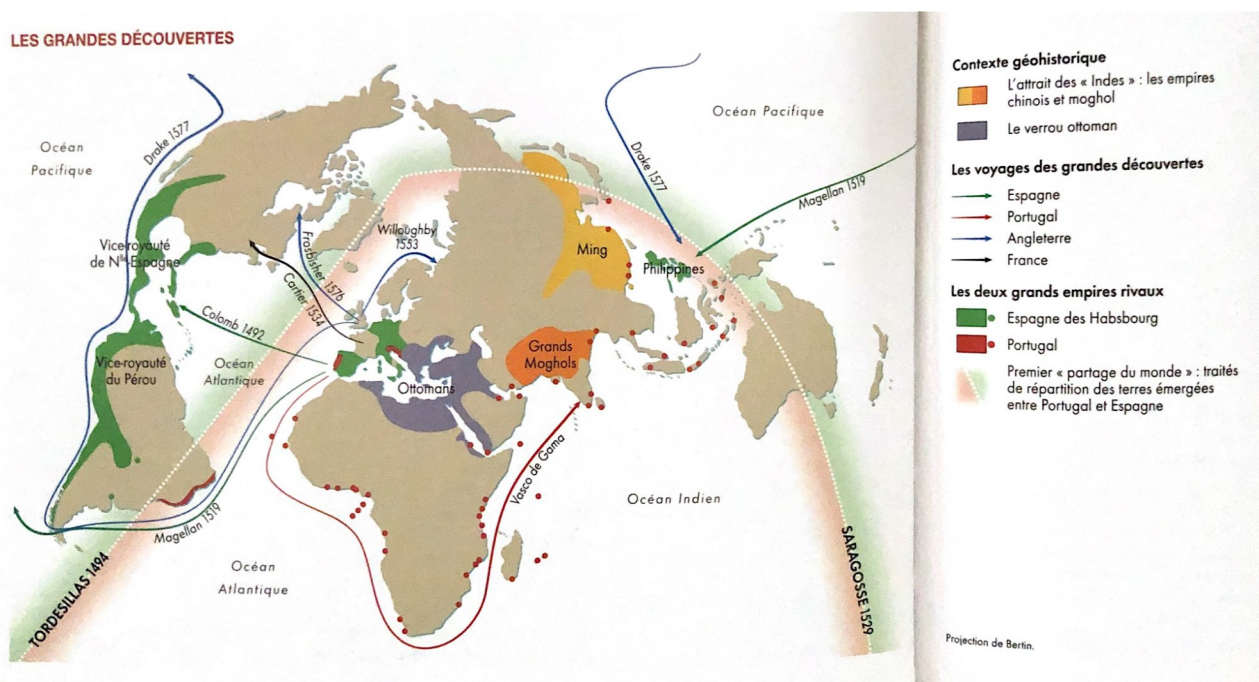 LES GRANDES DÉCOUVERTES
Océan
Pacifique
Drake 1577
Vice-royauté
de Nlle-Espagne
Colomb 1492
Cartier 1534
Frosbisher 1576
Willoughby
1553
Océan
Atlantique
Vice-royauté
du Pérou
Magellan 1519
TORDESILLAS 1494
Océan
Atlantique
Ottomans
Grands
Moghols
Ming
Philippines
Vasco de Gama
Océan Indien
Océan Pacifique
Drake 1577
Magellan 1519
SARAGOSSE 1529
Contexte géohistorique
L'attrait des « Indes » : les empires
chinois et moghol
Le verrou ottoman
Les voyages des grandes découvertes
Espagne
Portugal
Angleterre
France
Les deux grands empires rivaux
Espagne des Habsbourg
Portugal
Premier « partage du monde » : traités
de répartition des terres émergées
entre Portugal et Espagne
Projection de Bertin.